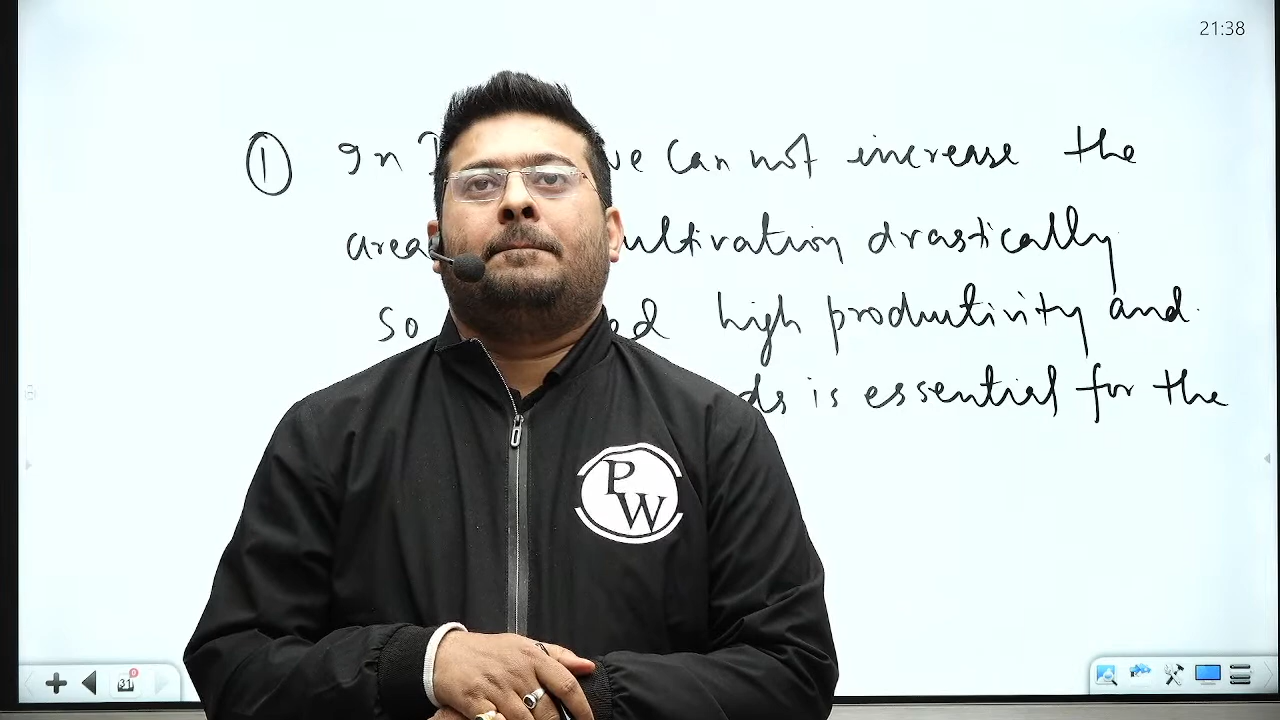 21:38
① In we can not increase the
area ultivation drastically
so ed high productivity and
ds is essential for the
P
W
31